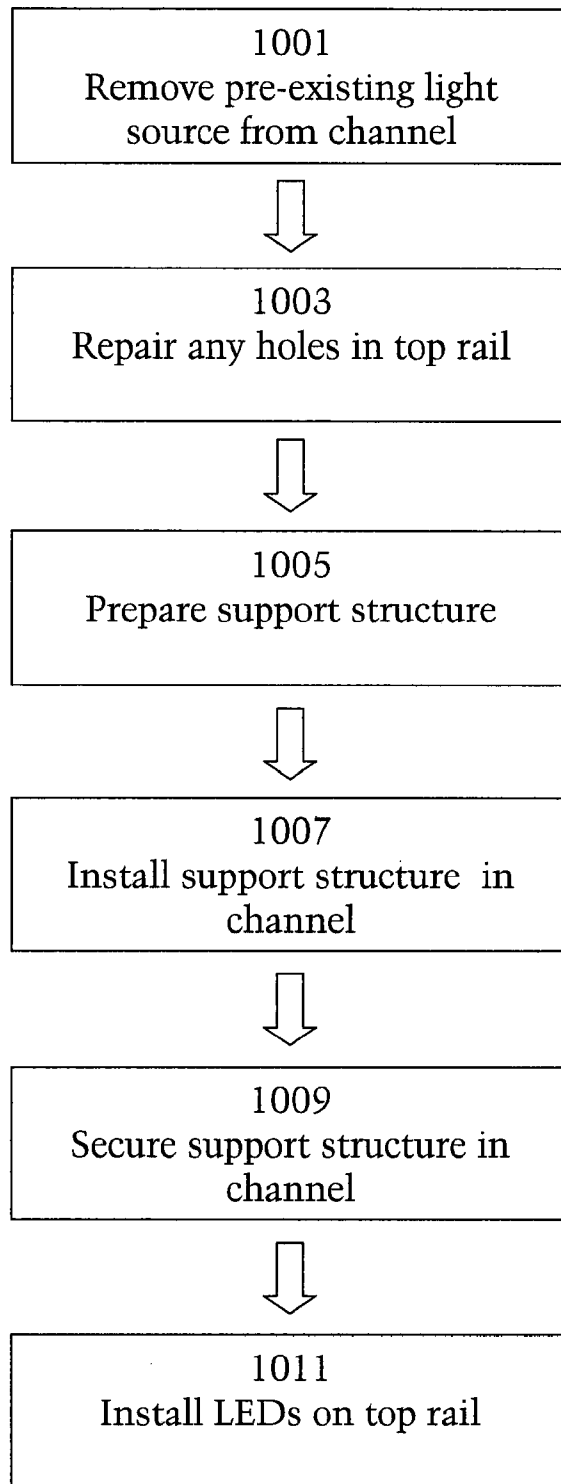 1001
Remove pre-existing light
source from channel
1003
Repair any holes in top rail
1005
Prepare support structure
1007
Install support structure in
channel
1009
Secure support structure in
channel
1011
Install LEDs on top rail